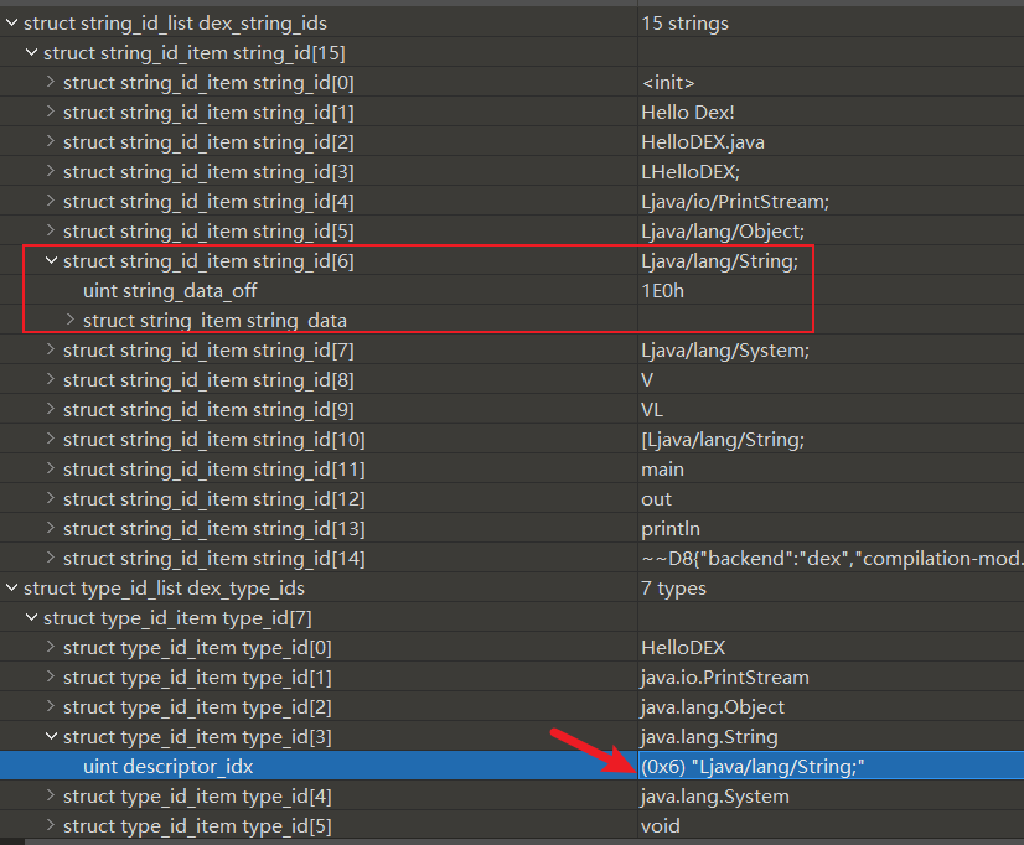 struct string_id_list dex_string_ids 15 strings
struct string_id_item string_id[15]
struct string_id_item string_id[0] <init>
struct string_id_item string_id[1] Hello Dex!
struct string_id_item string_id[2] HelloDEX.java
struct string_id_item string_id[3] LHelloDEX;
struct string_id_item string_id[4] Ljava/io/PrintStream;
struct string_id_item string_id[5] Ljava/lang/Object;
struct string_id_item string_id[6] Ljava/lang/String;
uint string_data_off 1E0h
struct string_item string_data
struct string_id_item string_id[7] Ljava/lang/System;
struct string_id_item string_id[8] V
struct string_id_item string_id[9] VL
struct string_id_item string_id[10] [Ljava/lang/String;
struct string_id_item string_id[11] main
struct string_id_item string_id[12] out
struct string_id_item string_id[13] println
struct string_id_item string_id[14] ~~D8{"backend":"dex","compilation-mod.
struct type_id_list dex_type_ids 7 types
struct type_id_item type_id[7]
struct type_id_item type_id[0] HelloDEX
struct type_id_item type_id[1] java.io.PrintStream
struct type_id_item type_id[2] java.lang.Object
struct type_id_item type_id[3] java.lang.String
uint descriptor_idx (0x6) "Ljava/lang/String;"
struct type_id_item type_id[4] java.lang.System
struct type_id_item type_id[5] void